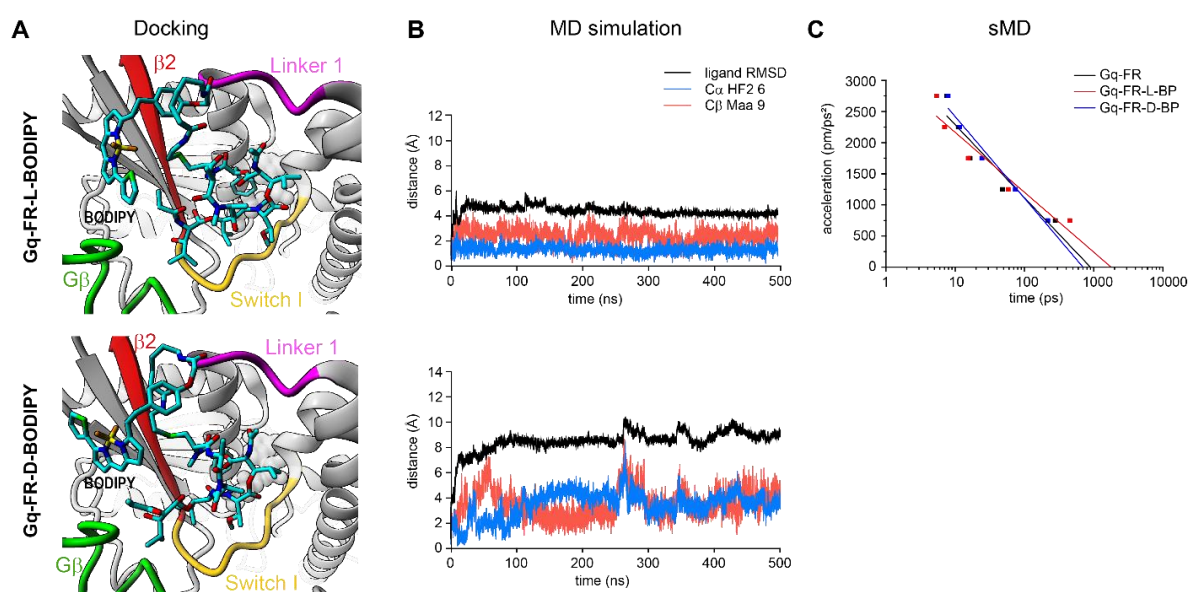 A
Docking
B
MD simulation
C
sMD
Gq-FR-L-BODIPY
β2
Linker 1
BODIPY
Gβ
Switch I
ligand RMSD
Cα HF2 6
Cβ Maa 9
distance (Å)
12
10
8
6
4
2
0
0
100
200
300
400
500
time (ns)
Gq-FR
Gq-FR-L-BP
Gq-FR-D-BP
acceleration (pm/ps²)
3000
2500
2000
1500
1000
500
0
1
10
100
1000
10000
time (ps)
Gq-FR-D-BODIPY
β2
Linker 1
BODIPY
Gβ
Switch I
distance (Å)
14
12
10
8
6
4
2
0
0
100
200
300
400
500
time (ns)